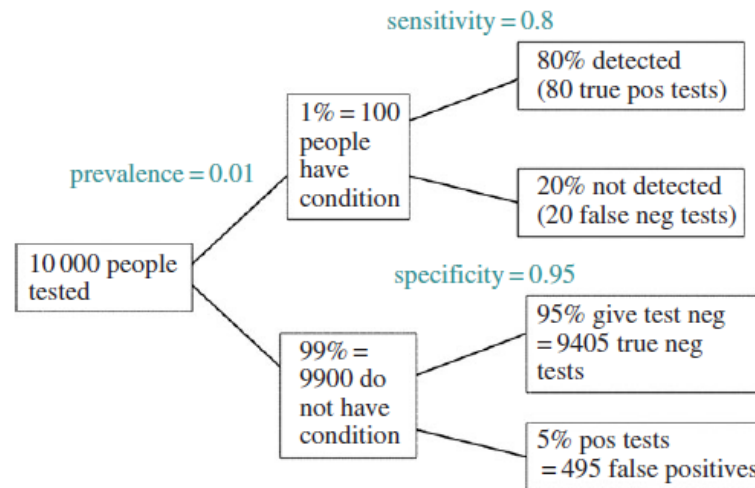 sensitivity = 0.8
80% detected
(80 true pos tests)
1% = 100
people
have
condition
prevalence = 0.01
20% not detected
(20 false neg tests)
10 000 people
tested
specificity = 0.95
95% give test neg
= 9405 true neg
tests
99% =
9900 do
not have
condition
5% pos tests
= 495 false positives